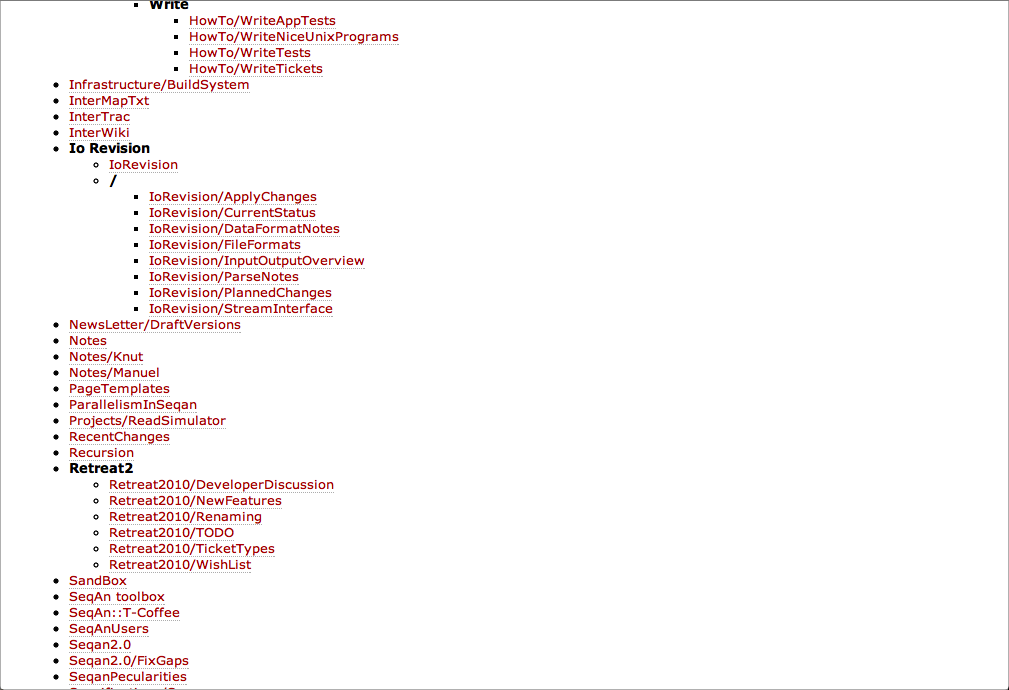 Write
HowTo/WriteAppTests
HowTo/WriteNiceUnixPrograms
HowTo/WriteTests
HowTo/WriteTickets
Infrastructure/BuildSystem
InterMapTxt
InterTrac
InterWiki
Io Revision
IoRevision
/
IoRevision/ApplyChanges
IoRevision/CurrentStatus
IoRevision/DataFormatNotes
IoRevision/FileFormats
IoRevision/InputOutputOverview
IoRevision/ParseNotes
IoRevision/PlannedChanges
IoRevision/StreamInterface
NewsLetter/DraftVersions
Notes
Notes/Knut
Notes/Manuel
PageTemplates
ParallelismInSeqan
Projects/ReadSimulator
RecentChanges
Recursion
Retreat2
Retreat2010/DeveloperDiscussion
Retreat2010/NewFeatures
Retreat2010/Renaming
Retreat2010/TODO
Retreat2010/TicketTypes
Retreat2010/WishList
SandBox
SeqAn toolbox
SeqAn::T-Coffee
SeqAnUsers
Seqan2.0
Seqan2.0/FixGaps
SeqanPecularities